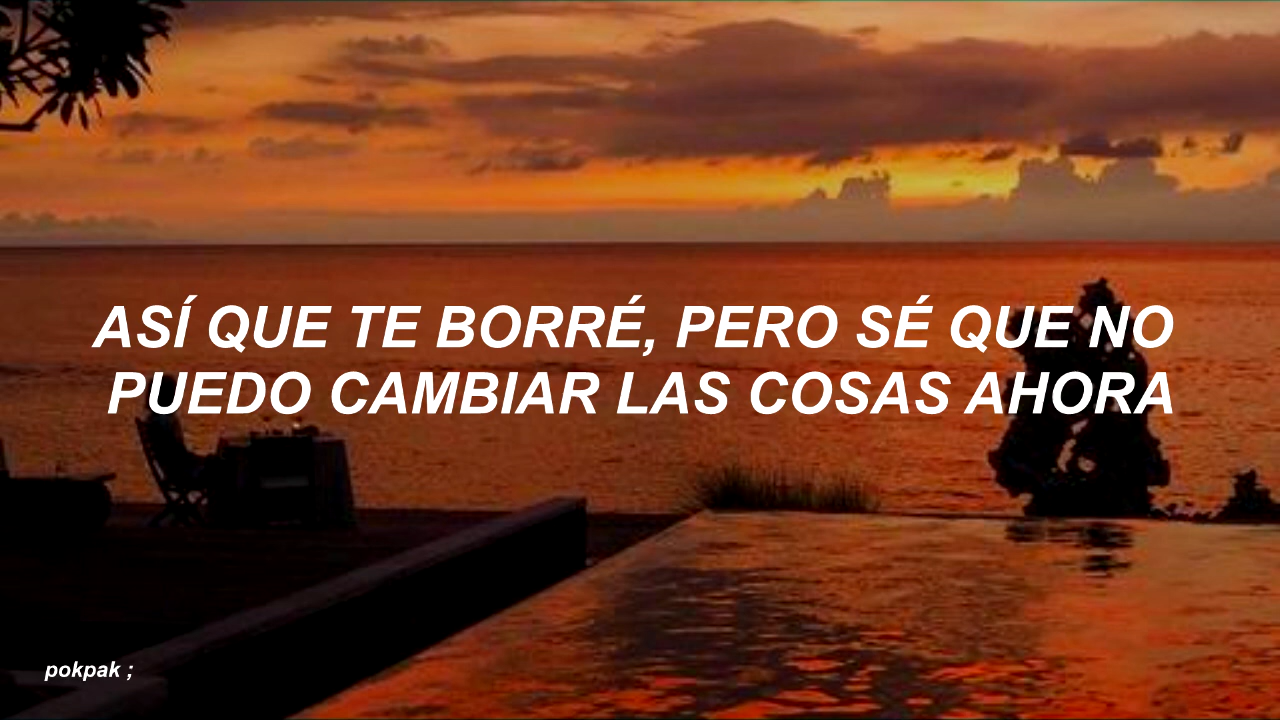 ASÍ QUE TE BORRÉ, PERO SÉ QUE NO
PUEDO CAMBIAR LAS COSAS AHORA
pokpak ;